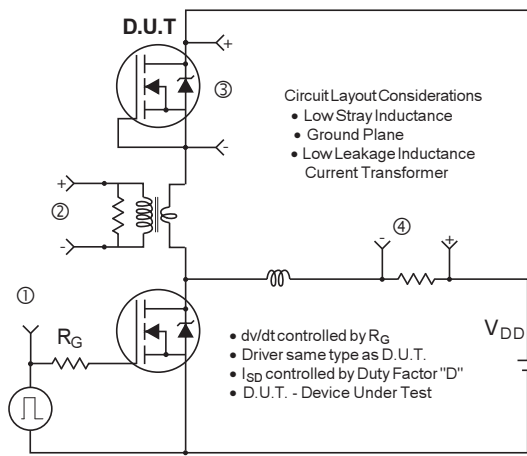 D.U.T
+
③
-
Circuit Layout Considerations
• Low Stray Inductance
• Ground Plane
• Low Leakage Inductance
Current Transformer
+
②
-
-
④
+
①
RG
VDD
• dv/dt controlled by RG
• Driver same type as D.U.T.
• ISD controlled by Duty Factor "D"
• D.U.T. - Device Under Test